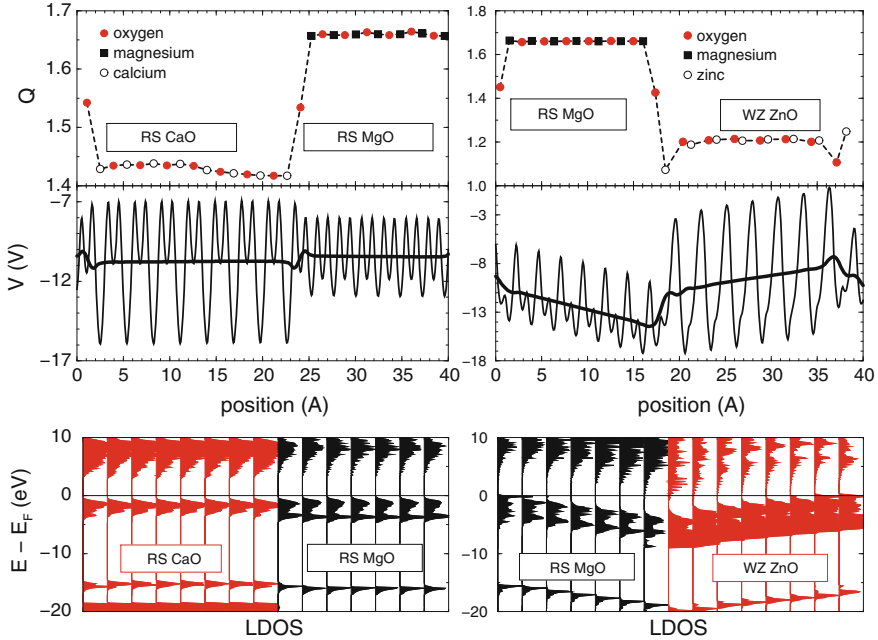 Q
1.7
1.6
1.5
1.4
oxygen
magnesium
calcium
RS CaO
RS MgO
1.8
1.6
1.4
1.2
1.0
oxygen
magnesium
zinc
RS MgO
WZ ZnO
V (V)
−7
−12
−17
0 5 10 15 20 25 30 35 40
position (A)
−3
−8
−13
−18
0 5 10 15 20 25 30 35 40
position (A)
E − E_F (eV)
10
0
−10
−20
RS CaO
RS MgO
LDOS
10
5
0
−5
−10
−15
−20
RS MgO
WZ ZnO
LDOS